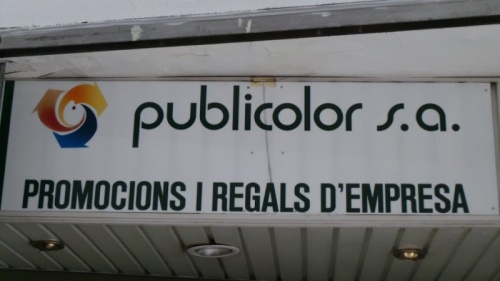 publicolor s.a.
PROMOCIONS I REGALS D'EMPRESA